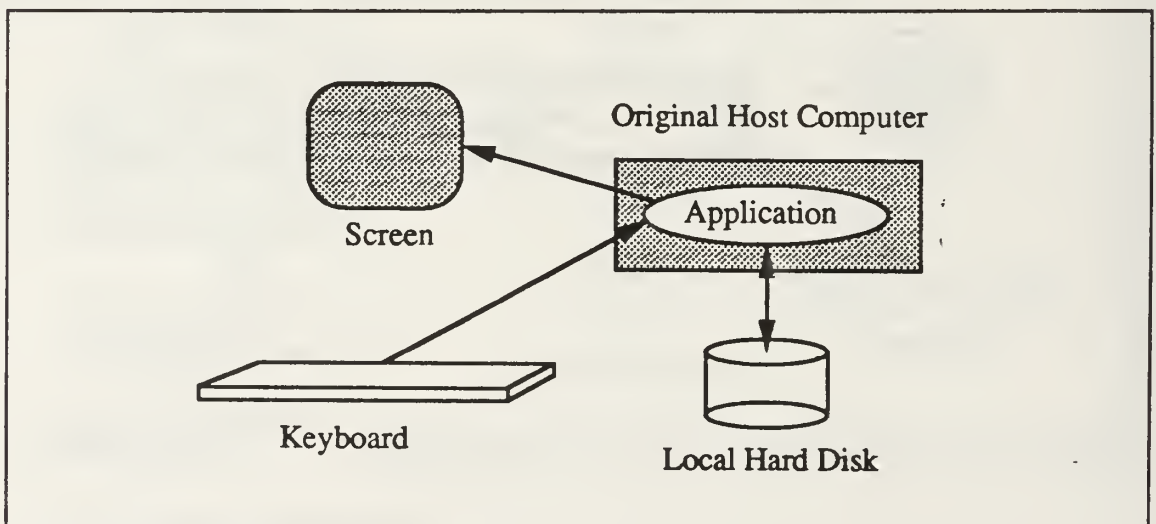 Original Host Computer
Application
Screen
Keyboard
Local Hard Disk